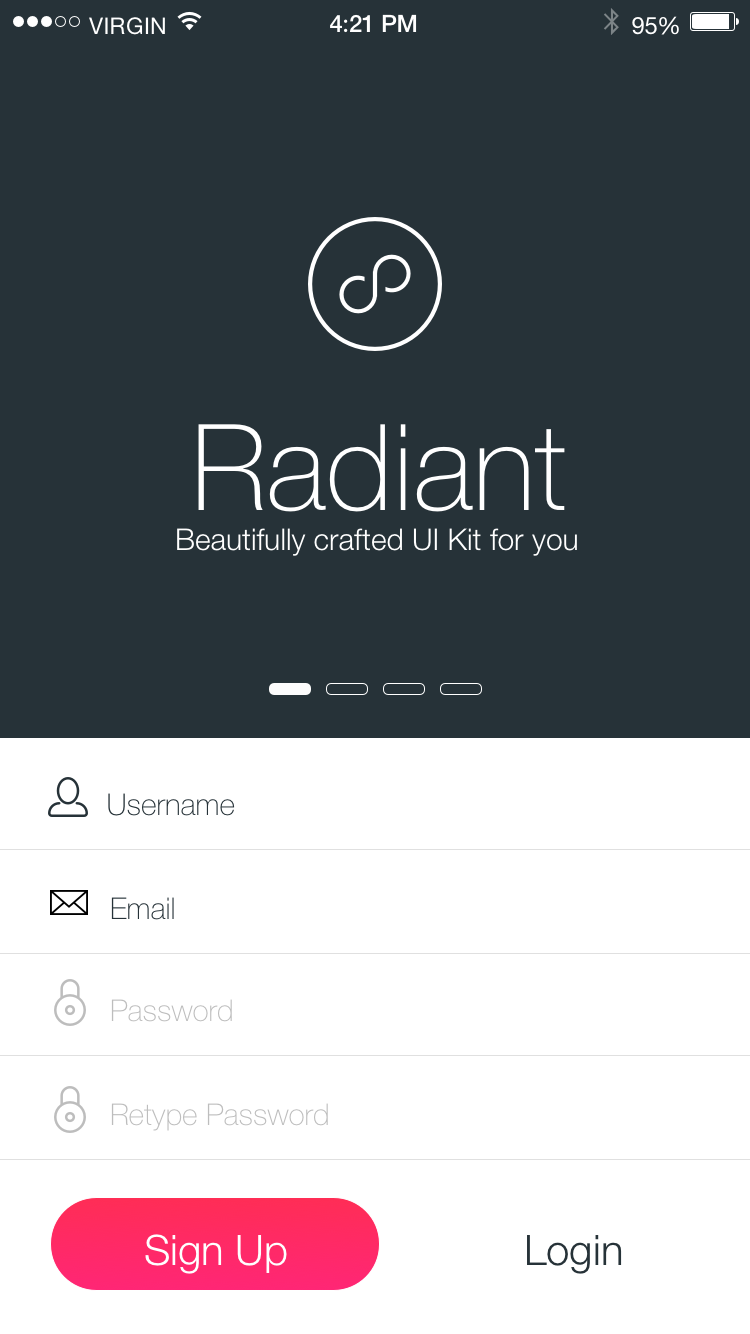 VIRGIN 4:21 PM 95%
Radiant
Beautifully crafted UI Kit for you
Username
Email
Password
Retype Password
Sign Up Login